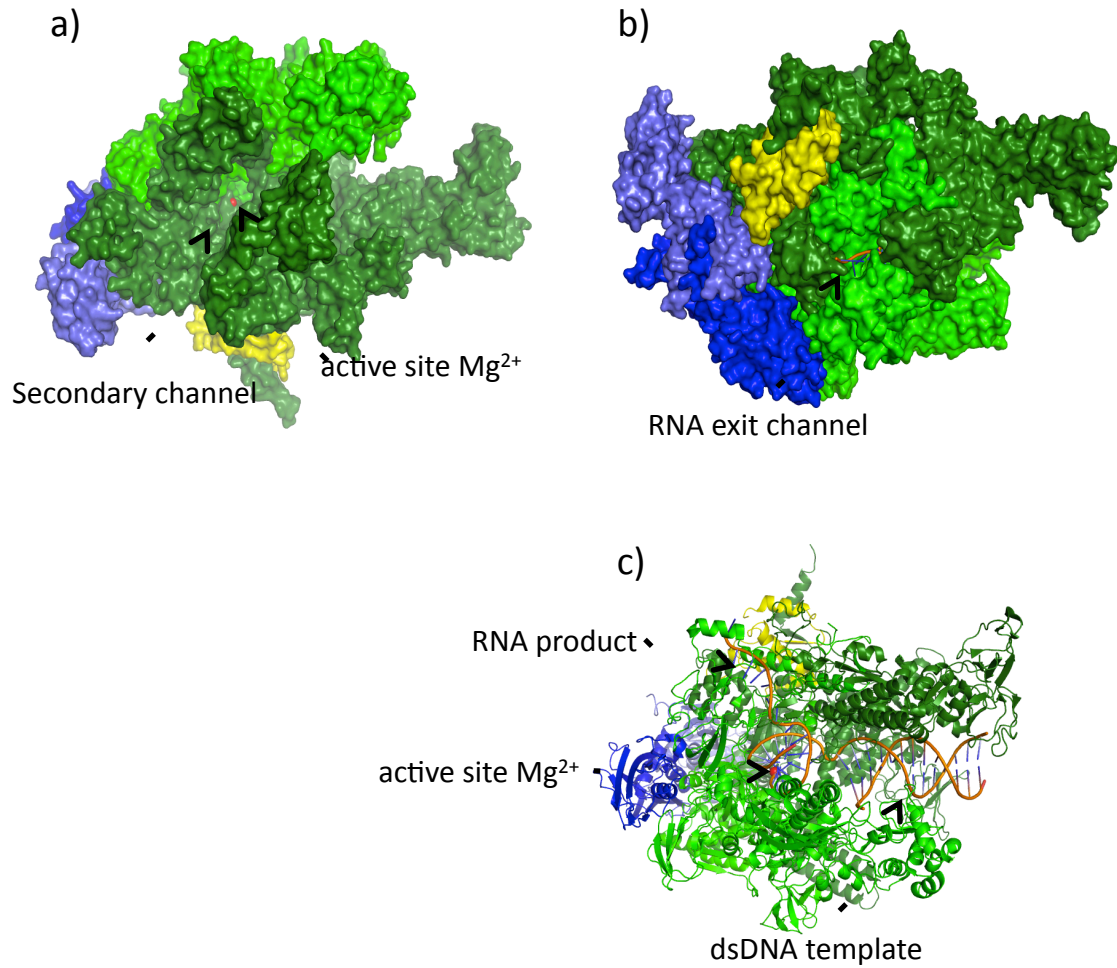 a)
b)
active site Mg²⁺
Secondary channel
RNA exit channel
c)
RNA product
active site Mg²⁺
dsDNA template